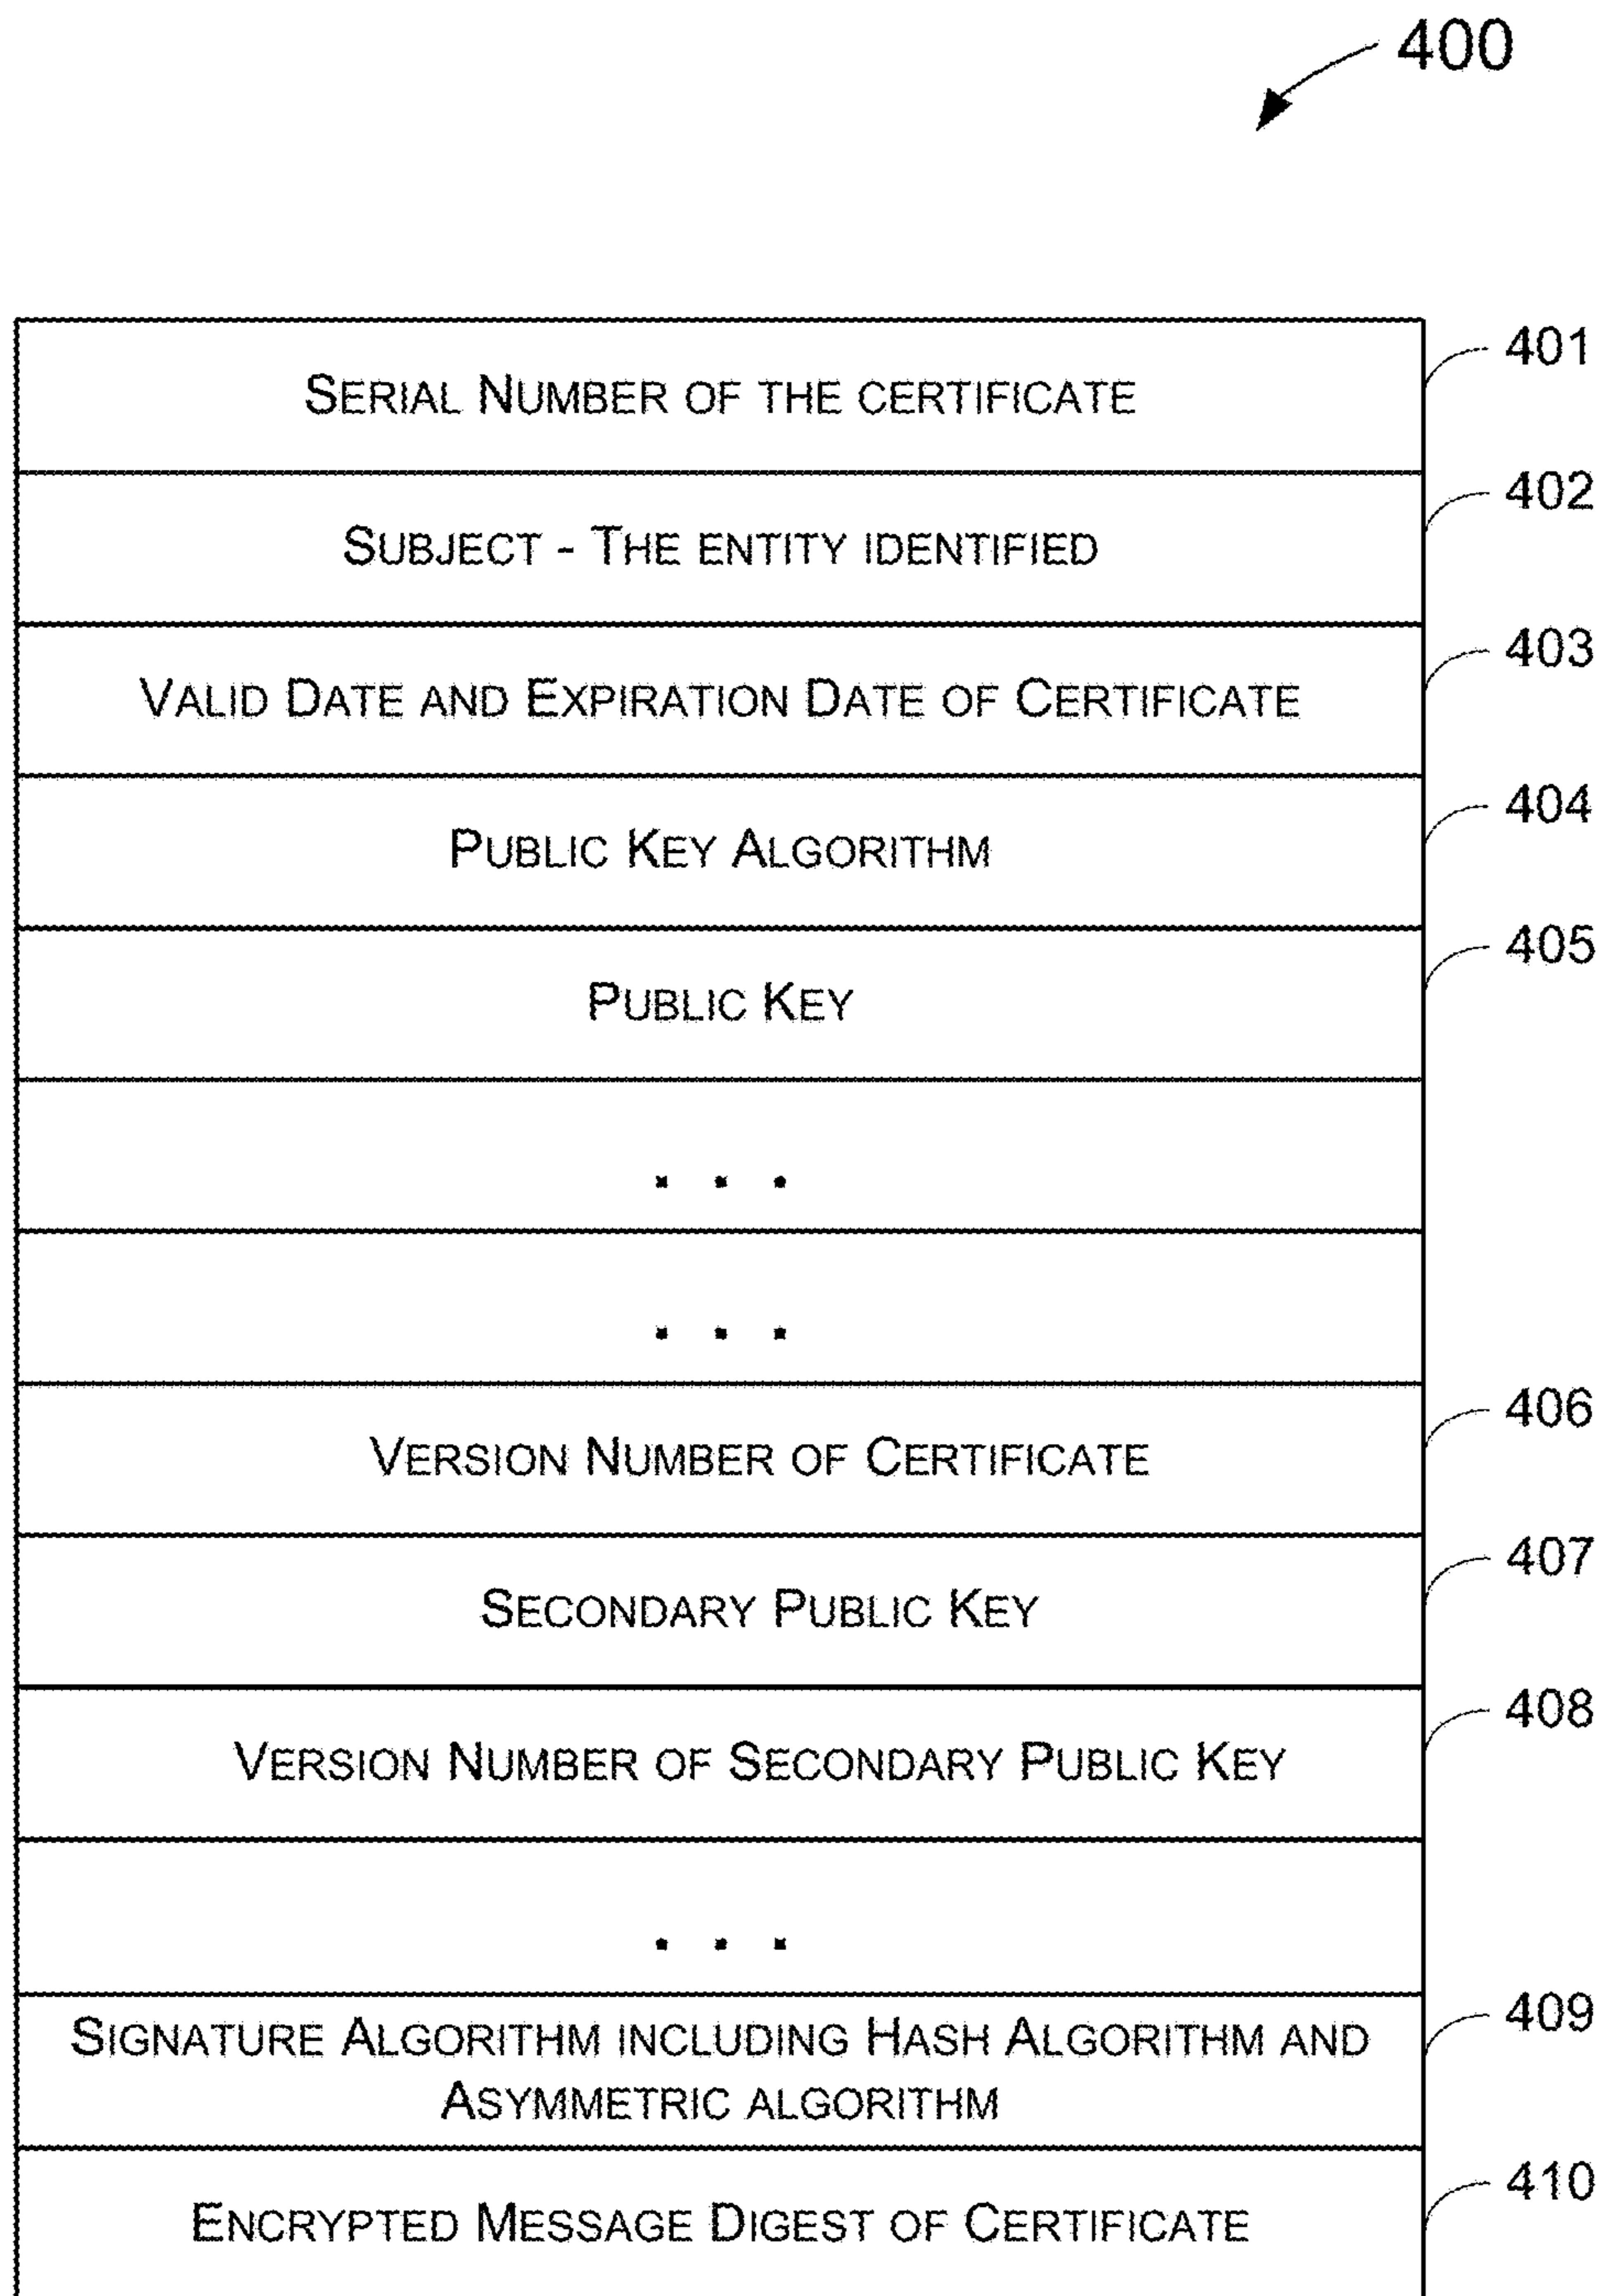 400
SERIAL NUMBER OF THE CERTIFICATE
401
SUBJECT - THE ENTITY IDENTIFIED
402
VALID DATE AND EXPIRATION DATE OF CERTIFICATE
403
PUBLIC KEY ALGORITHM
404
PUBLIC KEY
405
. . .
. . .
VERSION NUMBER OF CERTIFICATE
406
SECONDARY PUBLIC KEY
407
VERSION NUMBER OF SECONDARY PUBLIC KEY
408
. . .
SIGNATURE ALGORITHM INCLUDING HASH ALGORITHM AND
ASYMMETRIC ALGORITHM
409
ENCRYPTED MESSAGE DIGEST OF CERTIFICATE
410